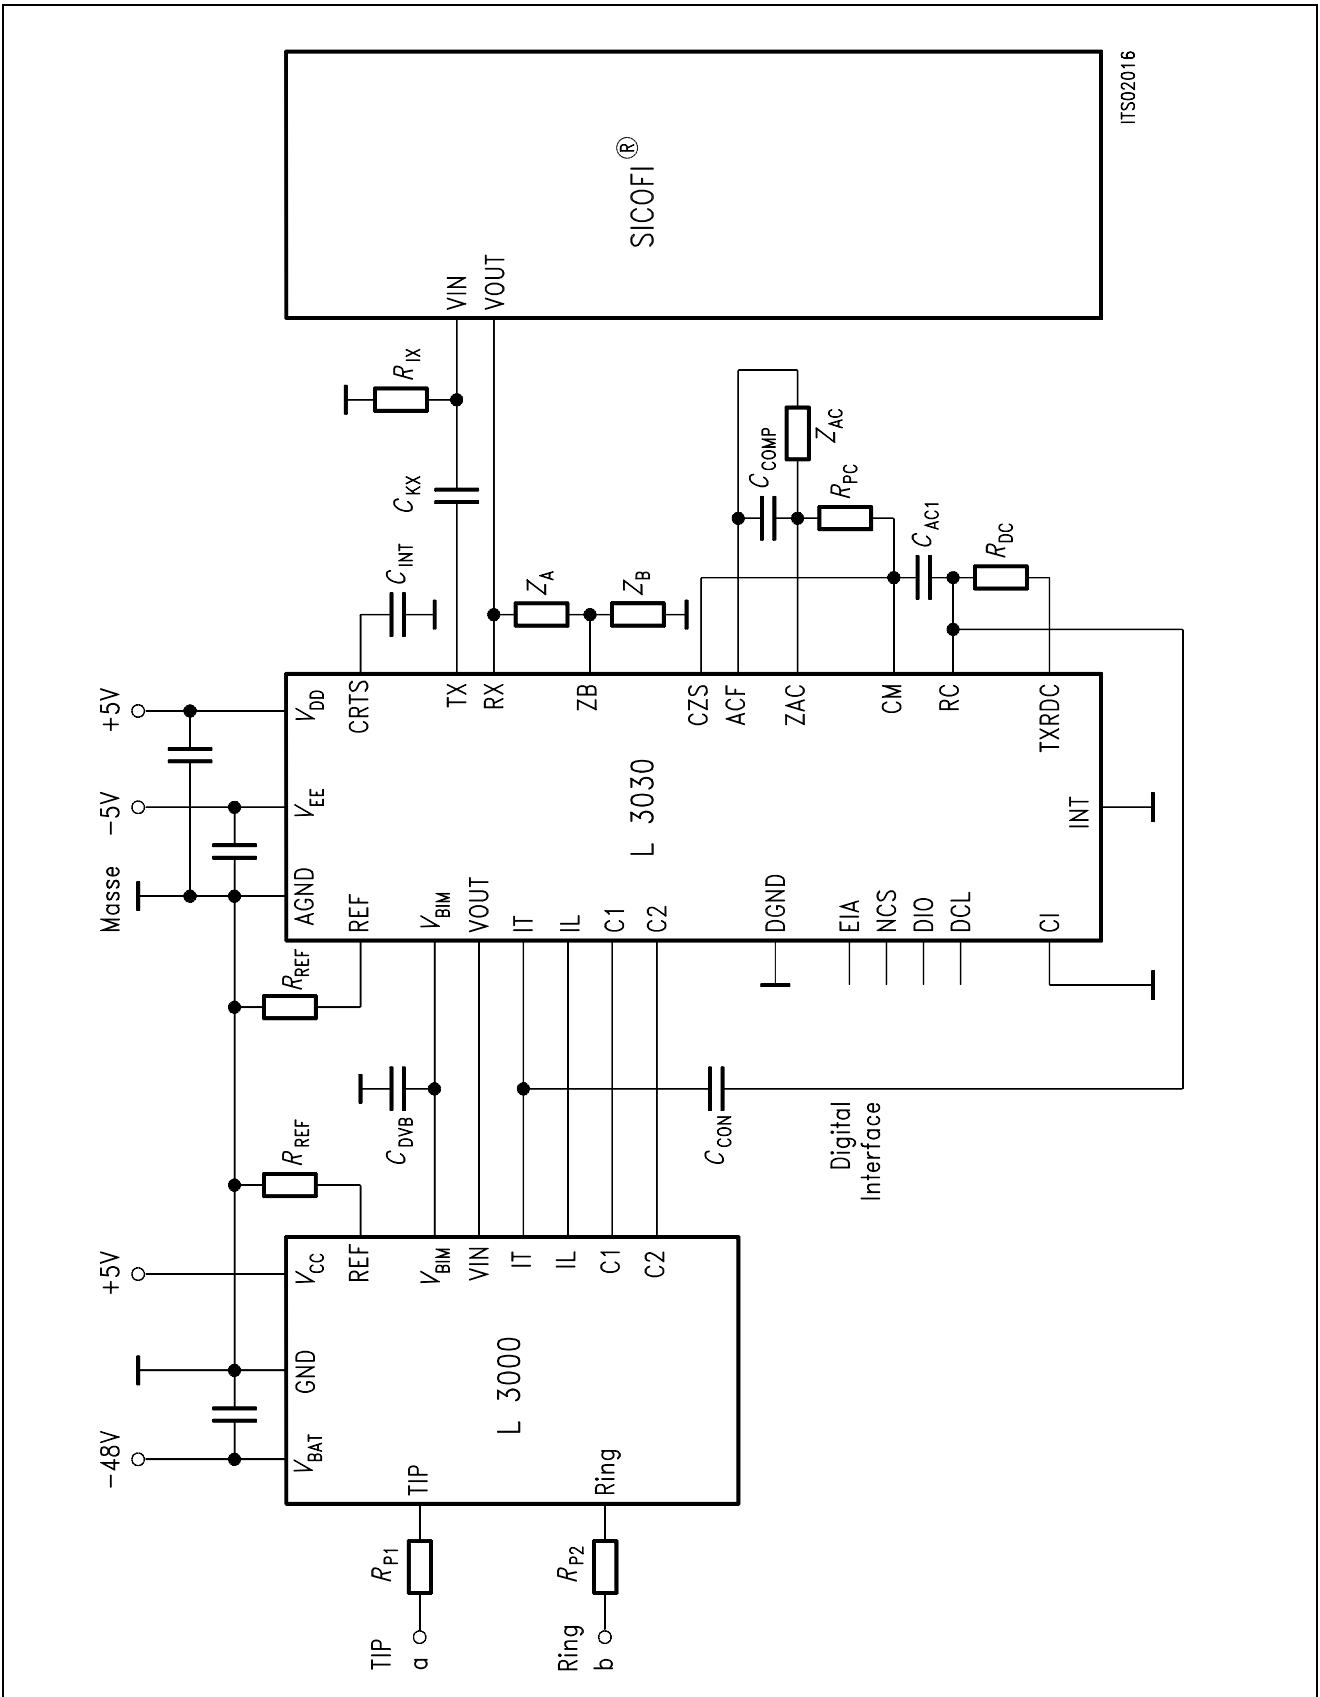 -48V
+5V
Masse
-5V
+5V
VBAT
GND
VCC
REF
VBIM
VIN
IT
IL
C1
C2
TIP
Ring
L 3000
TIP
a
RP1
Ring
b
RP2
RREF
RREF
CDVB
CCON
Digital
Interface
AGND
VEE
VDD
REF
VBIM
VOUT
IT
IL
C1
C2
DGND
EIA
NCS
DIO
DCL
CI
L 3030
INT
CRTS
TX
RX
ZB
CZS
ACF
ZAC
CM
RC
TXRDC
CINT
CKX
RIX
ZA
ZB
CCOMP
ZAC
RPC
CAC1
RDC
VIN
VOUT
SICOFI®
ITS02016